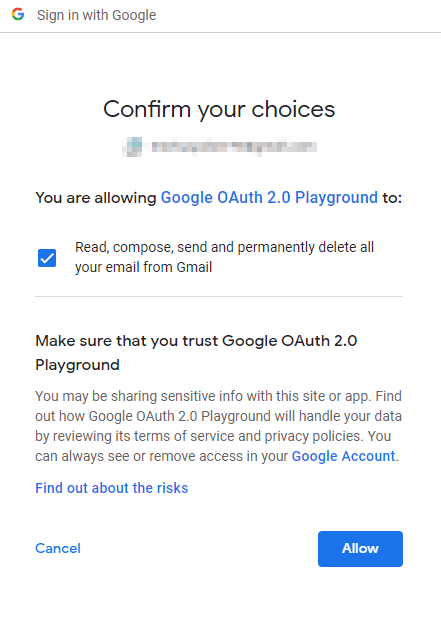 Sign in with Google
Confirm your choices
You are allowing Google OAuth 2.0 Playground to:
Read, compose, send and permanently delete all
your email from Gmail
Make sure that you trust Google OAuth 2.0
Playground
You may be sharing sensitive info with this site or app. Find
out how Google OAuth 2.0 Playground will handle your data
by reviewing its terms of service and privacy policies. You
can always see or remove access in your Google Account.
Find out about the risks
Cancel
Allow